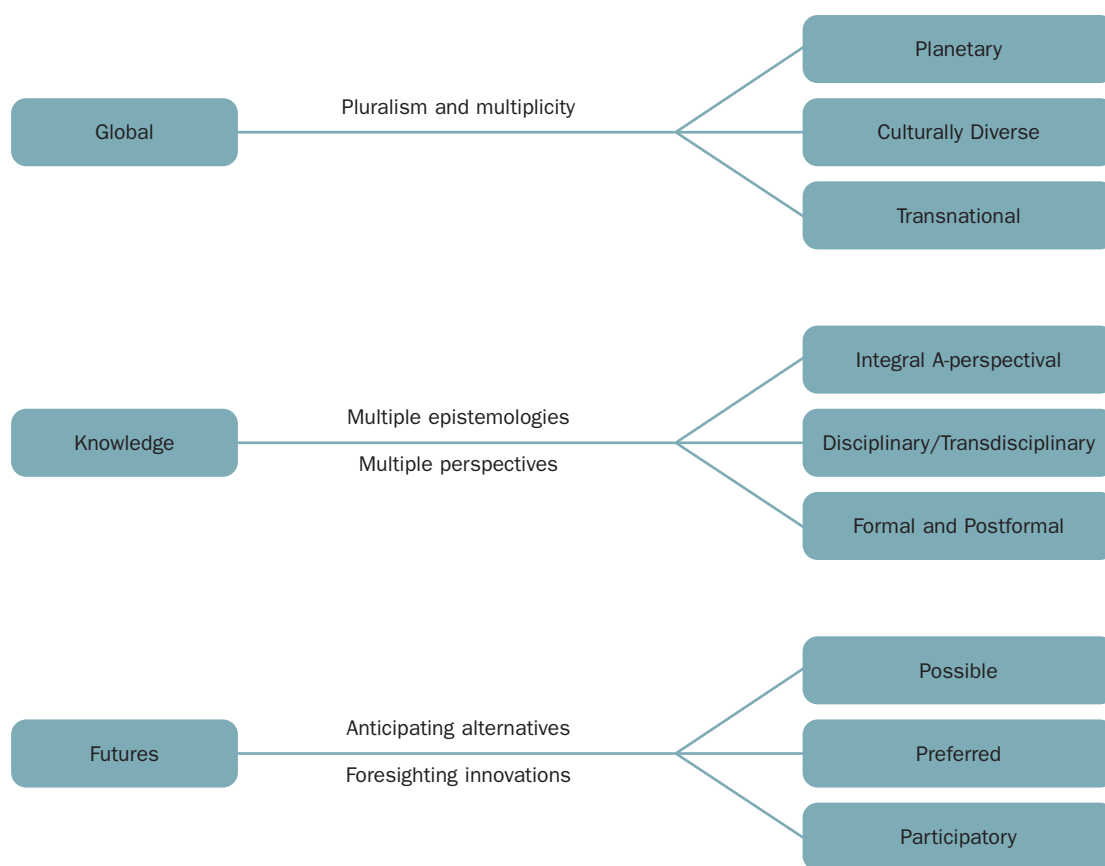 Planetary
Pluralism and multiplicity
Global
Culturally Diverse
Transnational
Integral A-perspectival
Multiple epistemologies
Knowledge
Disciplinary/Transdisciplinary
Multiple perspectives
Formal and Postformal
Possible
Anticipating alternatives
Futures
Preferred
Foresighting innovations
Participatory